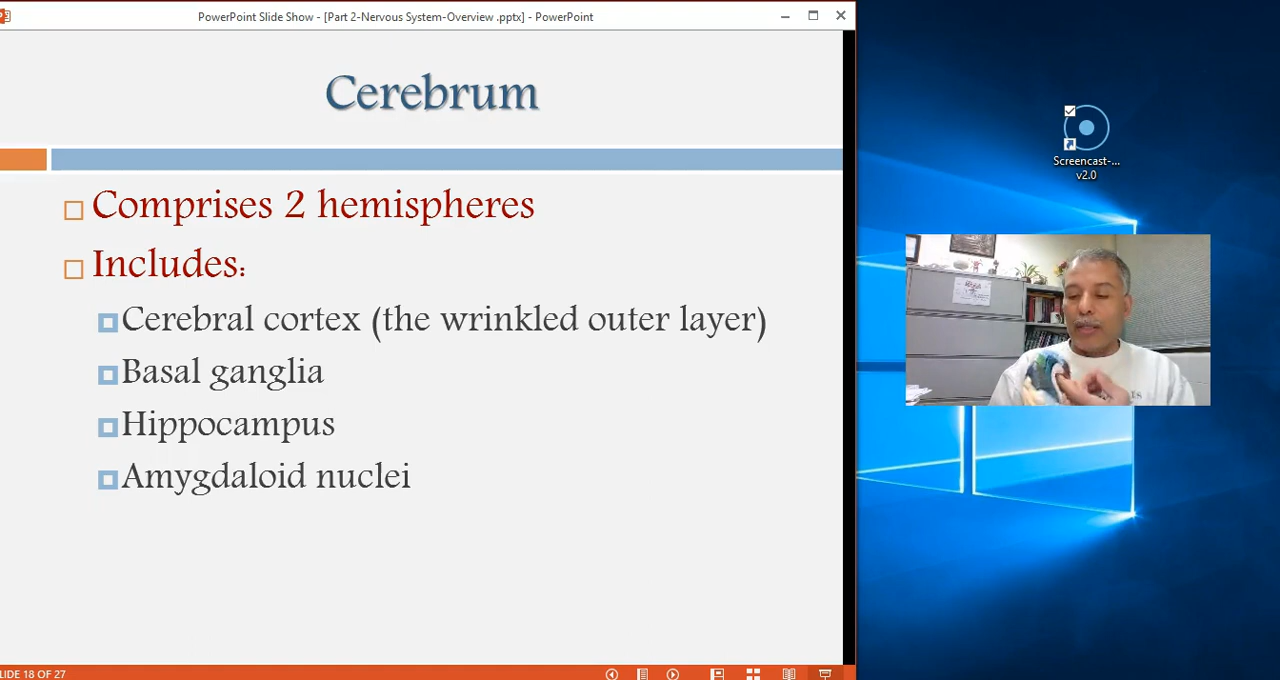 PowerPoint Slide Show - [Part 2-Nervous System-Overview .pptx] - PowerPoint
Cerebrum
Comprises 2 hemispheres
Includes:
Cerebral cortex (the wrinkled outer layer)
Basal ganglia
Hippocampus
Amygdaloid nuclei
LIDE 18 OF 27
Screencast-...
v2.0